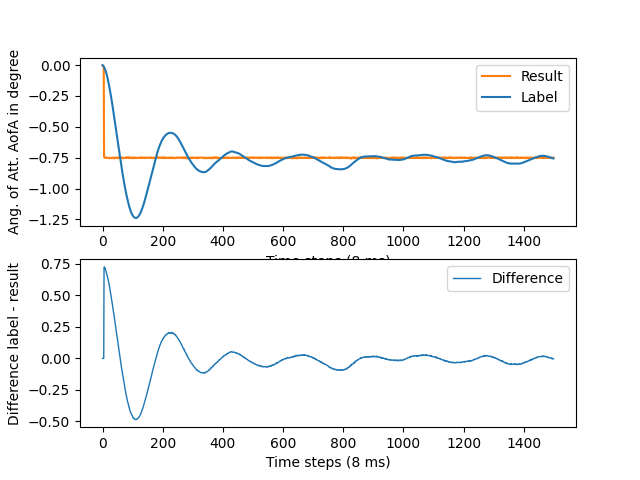 0.00
−0.25
−0.50
−0.75
−1.00
−1.25
Ang. of Att. AofA in degree
Result
Label
0 200 400 600 800 1000 1200 1400
Time steps (8 ms)
0.75
0.50
0.25
0.00
−0.25
−0.50
Difference label - result
Difference
0 200 400 600 800 1000 1200 1400
Time steps (8 ms)